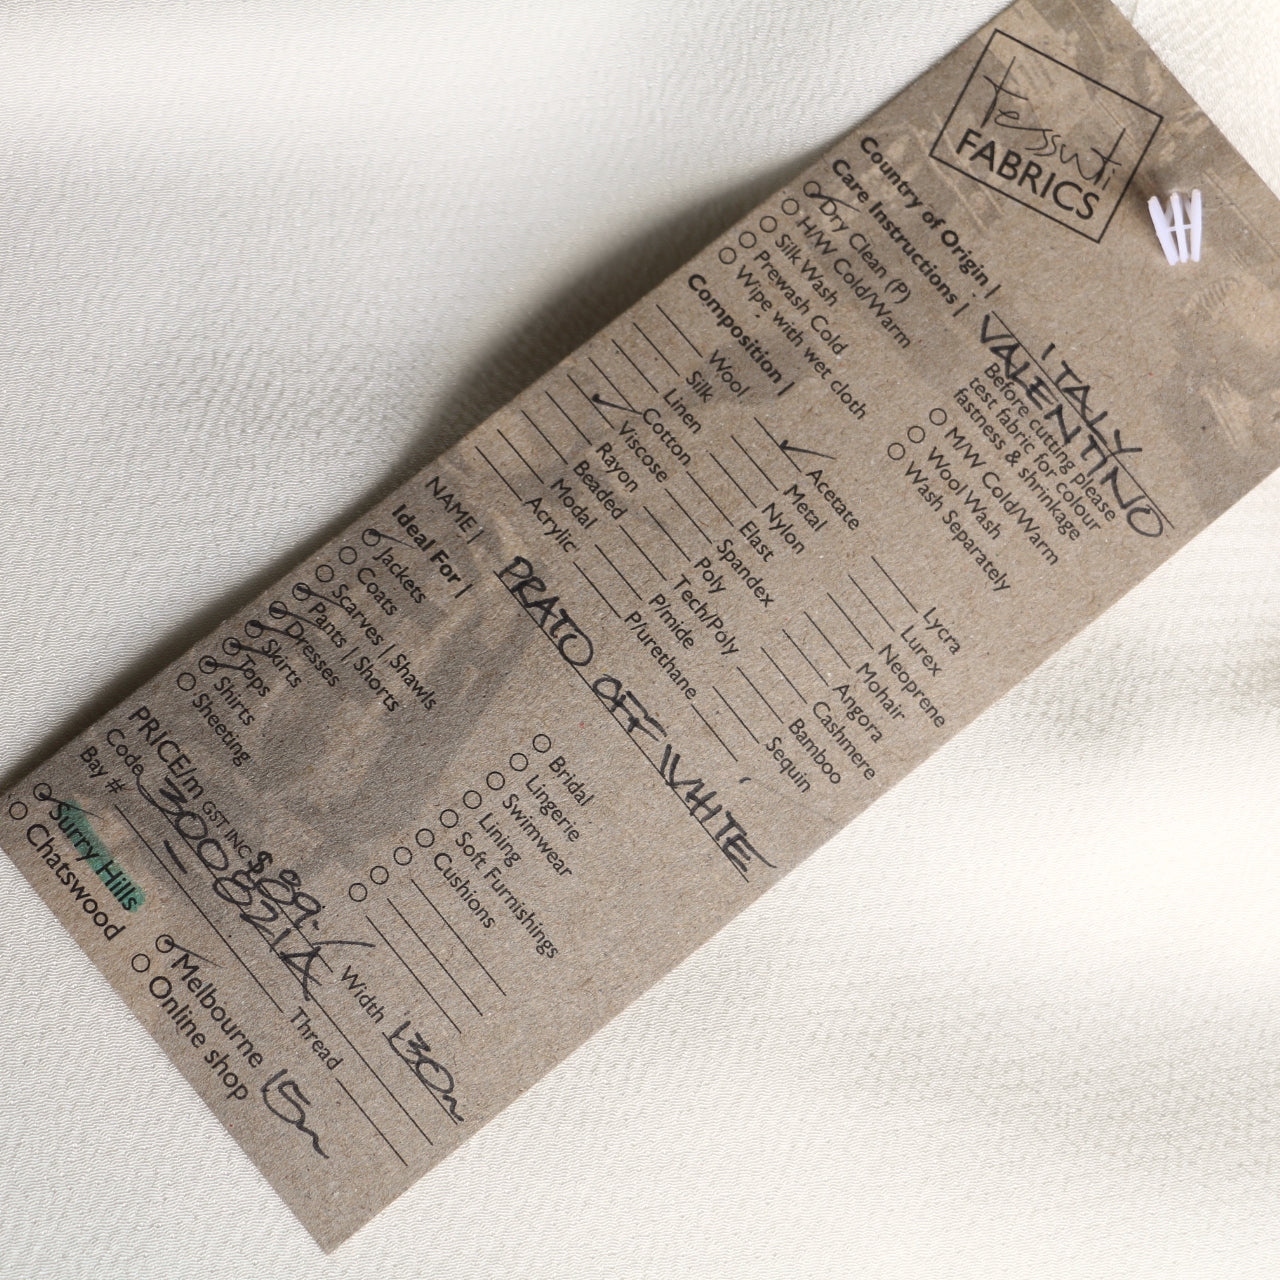 tessuti
FABRICS
Country of Origin | ITALY
VALENTINO
Care Instructions |
Before cutting please
test fabric for colour
fastness & shrinkage
Dry Clean (P)
H/W Cold/Warm
Silk Wash
Prewash Cold
Wipe with wet cloth
M/W Cold/Warm
Wool Wash
Wash Separately
Composition |
Wool
Silk
Linen
Cotton
Viscose
Rayon
Beaded
Modal
Acrylic
Acetate
Metal
Nylon
Elast
Spandex
Poly
Tech/Poly
P/mide
P/urethane
Lycra
Lurex
Neoprene
Mohair
Angora
Cashmere
Bamboo
Sequin
NAME | PRATO OFF WHITE
Ideal For |
Jackets
Coats
Scarves | Shawls
Pants | Shorts
Dresses
Skirts
Tops
Shirts
Sheeting
Bridal
Lingerie
Swimwear
Lining
Soft Furnishings
Cushions
PRICE/m GST INC $89.- Width 130m
Code 300821A Thread
Bay #
Surry Hills
Chatswood
Melbourne 15m
Online shop